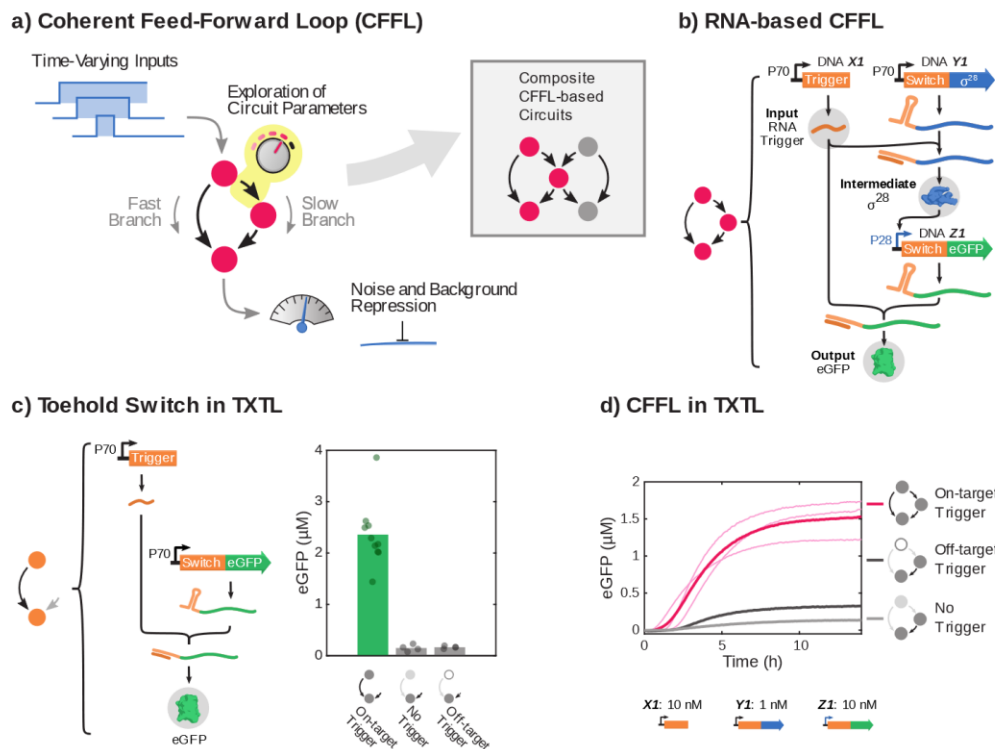 a) Coherent Feed-Forward Loop (CFFL)
Time-Varying Inputs
Exploration of
Circuit Parameters
Fast
Branch
Slow
Branch
Noise and Background
Repression
Composite
CFFL-based
Circuits
b) RNA-based CFFL
DNA X1
P70
Trigger
DNA Y1
P70
Switch
σ28
Input
RNA
Trigger
Intermediate
σ28
DNA Z1
P28
Switch
eGFP
Output
eGFP
c) Toehold Switch in TXTL
P70
Trigger
P70
Switch
eGFP
eGFP
eGFP (µM)
4
3
2
1
0
On-target
Trigger
No
Trigger
Off-target
Trigger
d) CFFL in TXTL
eGFP (µM)
2
1.5
1
0.5
0
0
5
10
Time (h)
On-target
Trigger
Off-target
Trigger
No
Trigger
X1: 10 nM
Y1: 1 nM
Z1: 10 nM